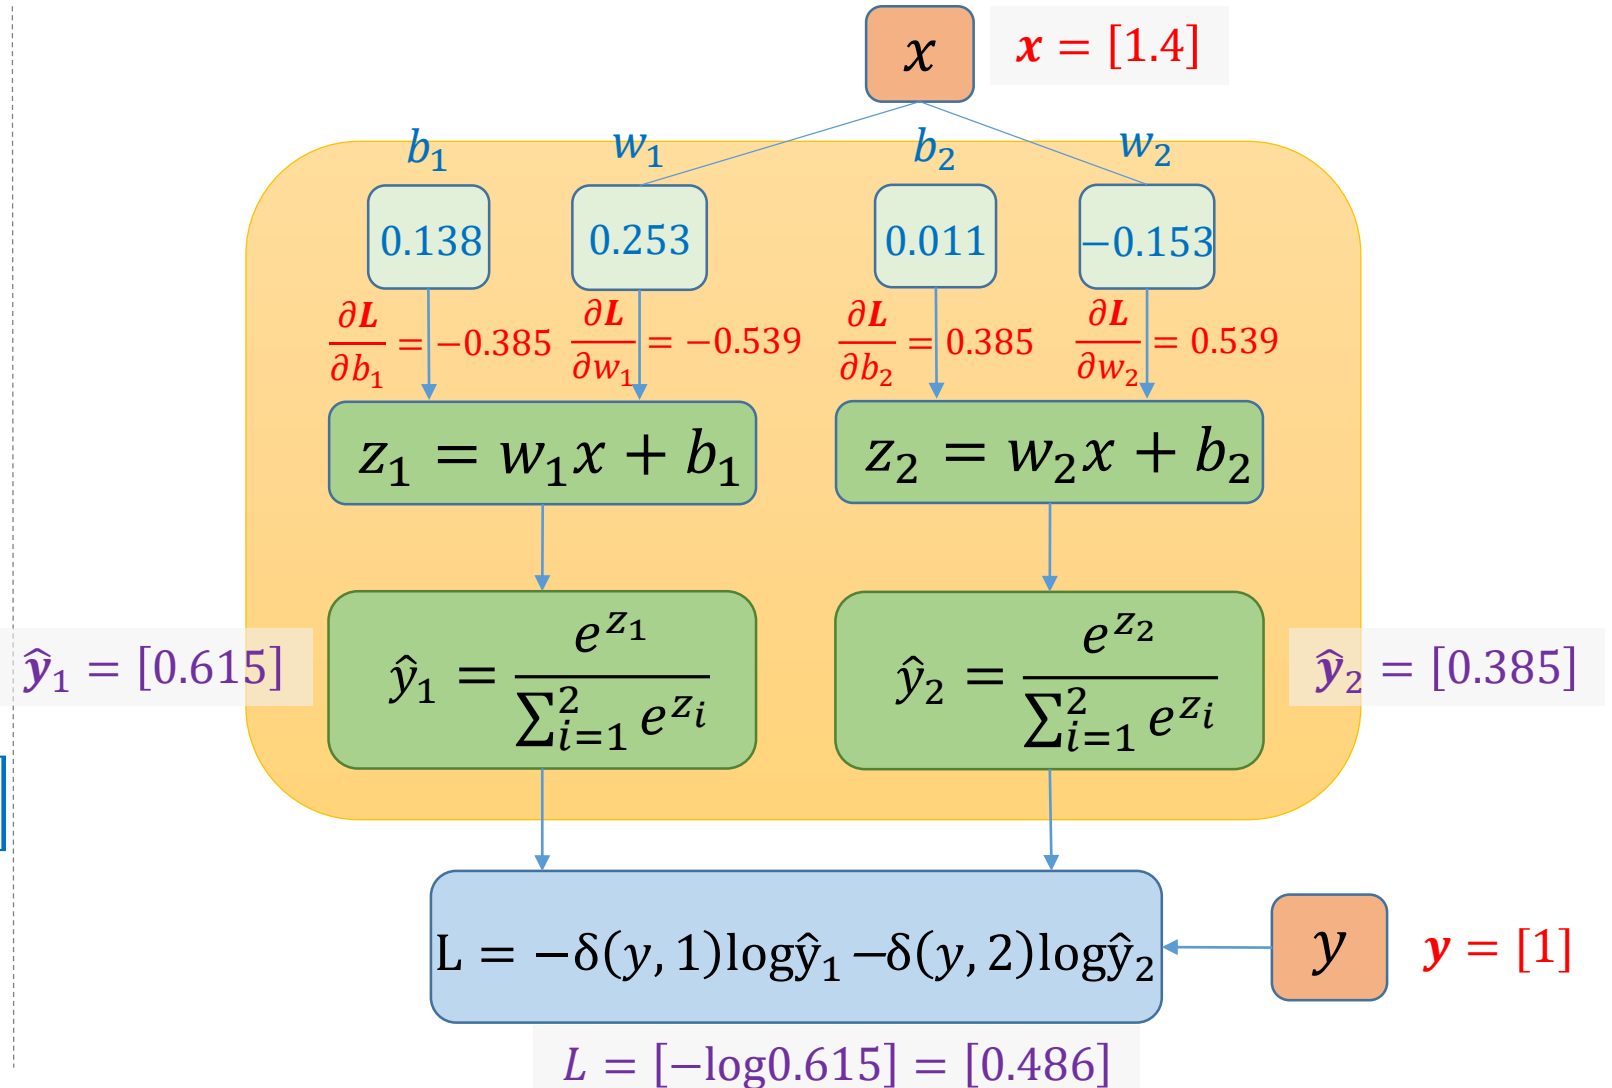 x
x = [1.4]
b₁ w₁ b₂ w₂
0.138 0.253 0.011 −0.153
∂L/∂b₁ = −0.385 ∂L/∂w₁ = −0.539 ∂L/∂b₂ = 0.385 ∂L/∂w₂ = 0.539
z₁ = w₁x + b₁ z₂ = w₂x + b₂
ŷ₁ = [0.615]
ŷ₁ = e^{z₁} / ∑_{i=1}^{2} e^{z_i}
ŷ₂ = e^{z₂} / ∑_{i=1}^{2} e^{z_i}
ŷ₂ = [0.385]
]
L = −δ(y, 1)logŷ₁ −δ(y, 2)logŷ₂
y
y = [1]
L = [−log0.615] = [0.486]